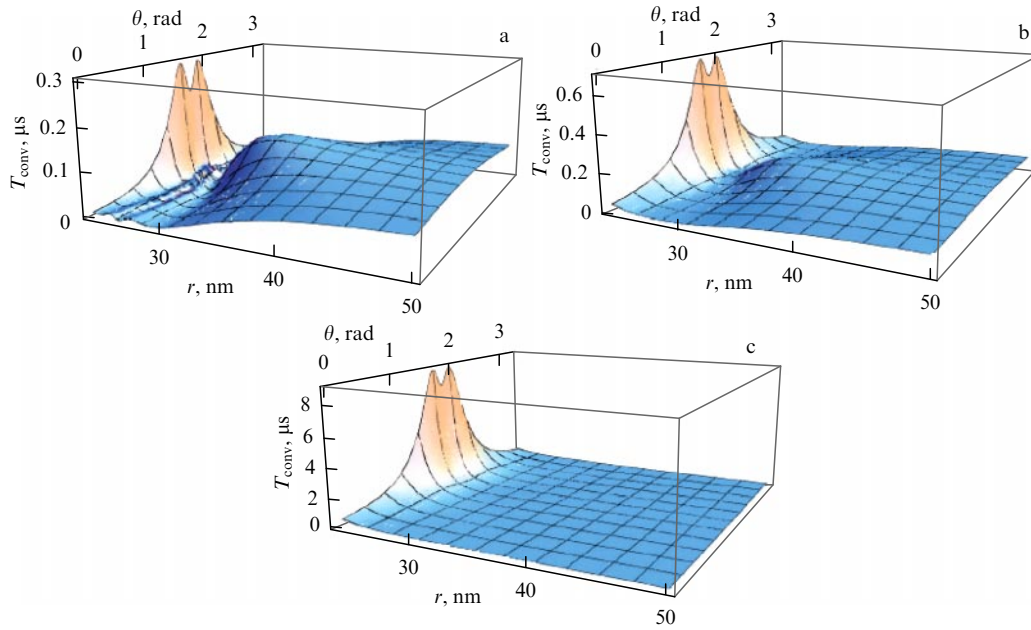 θ, rad
0 1 2 3
a
0.3
0.2
0.1
0
T_conv, μs
30 40 50
r, nm
θ, rad
0 1 2 3
b
0.6
0.4
0.2
0
T_conv, μs
30 40 50
r, nm
θ, rad
0 1 2 3
c
8
6
4
2
0
T_conv, μs
30 40 50
r, nm